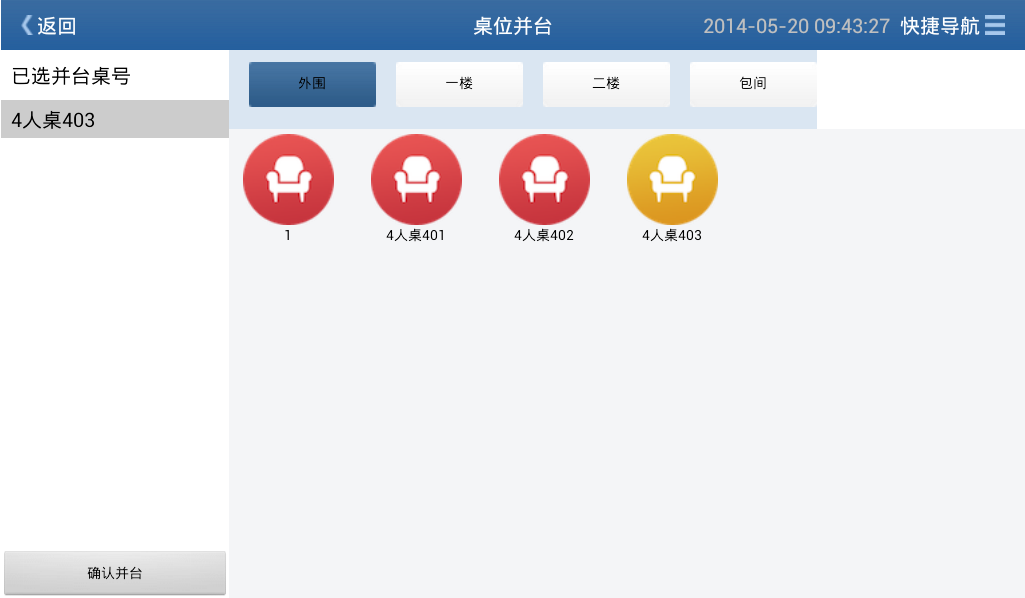 返回
桌位并台
2014-05-20 09:43:27
快捷导航
已选并台桌号
4人桌403
外围
一楼
二楼
包间
1
4人桌401
4人桌402
4人桌403
确认并台